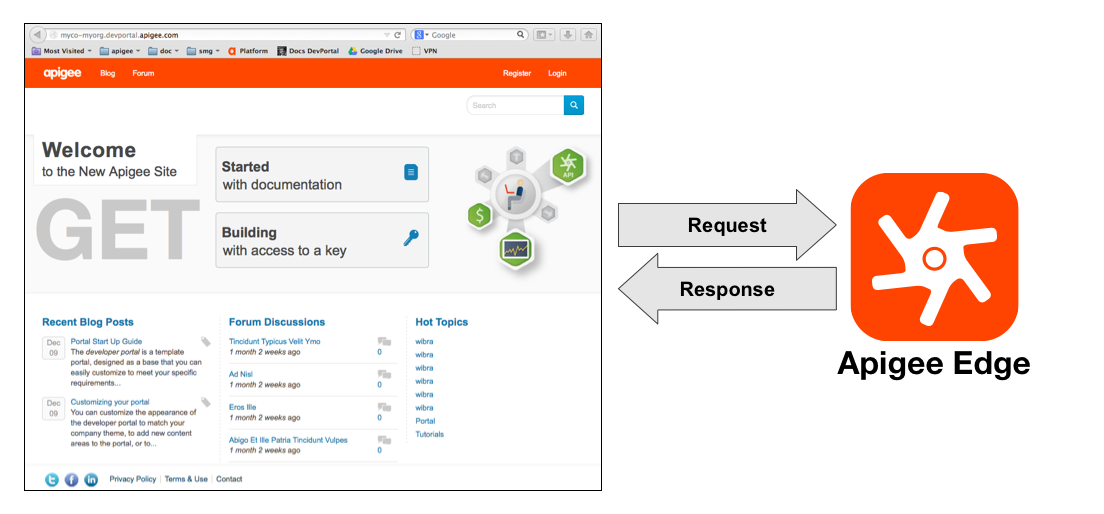 myco-myorg.devportal.apigee.com
Google
Most Visited
apigee
doc
smg
Platform
Docs DevPortal
Google Drive
VPN
apigee
Blog
Forum
Register
Login
Search
Welcome
to the New Apigee Site
GET
Started
with documentation
Building
with access to a key
API
$
Request
Response
Apigee Edge
Recent Blog Posts
Dec
09
Portal Start Up Guide
The developer portal is a template
portal, designed as a base that you can
easily customize to meet your specific
requirements...
Dec
09
Customizing your portal
You can customize the appearance of
the developer portal to match your
company theme, to add new content
areas to the portal, or to...
Forum Discussions
Tincidunt Typicus Velit Ymo
1 month 2 weeks ago
0
Ad Nisl
1 month 2 weeks ago
0
Eros Ille
1 month 2 weeks ago
0
Abigo Et Ille Patria Tincidunt Vulpes
1 month 2 weeks ago
0
Hot Topics
wibra
wibra
wibra
wibra
wibra
wibra
Portal
Tutorials
Privacy Policy | Terms & Use | Contact